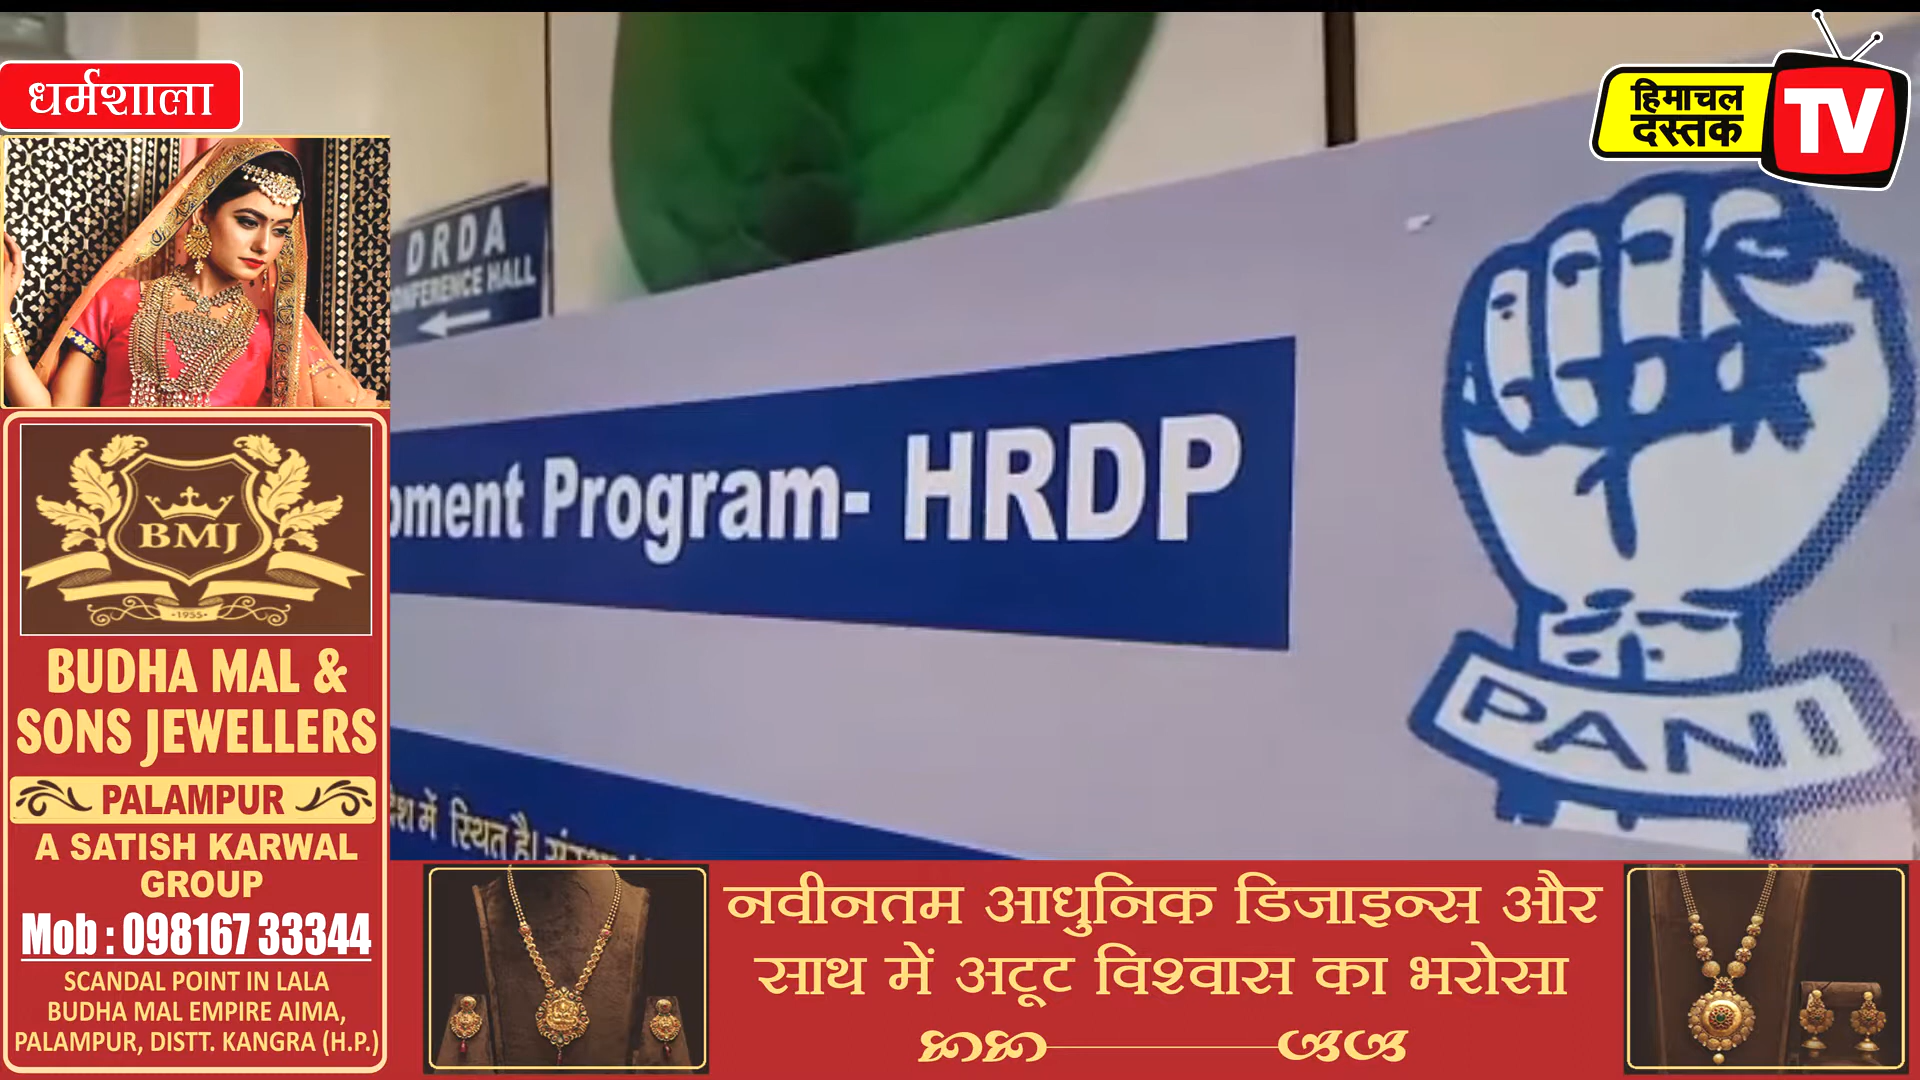 धर्मशाला
हिमाचल
दस्तक
TV
DRDA
CONFERENCE HALL
Program- HRDP
PANI
में स्थित है।
BMJ
-1955-
BUDHA MAL &
SONS JEWELLERS
PALAMPUR
A SATISH KARWAL
GROUP
Mob : 098167 33344
SCANDAL POINT IN LALA
BUDHA MAL EMPIRE AIMA,
PALAMPUR, DISTT. KANGRA (H.P.)
नवीनतम आधुनिक डिजाइन्स और
साथ में अटूट विश्वास का भरोसा